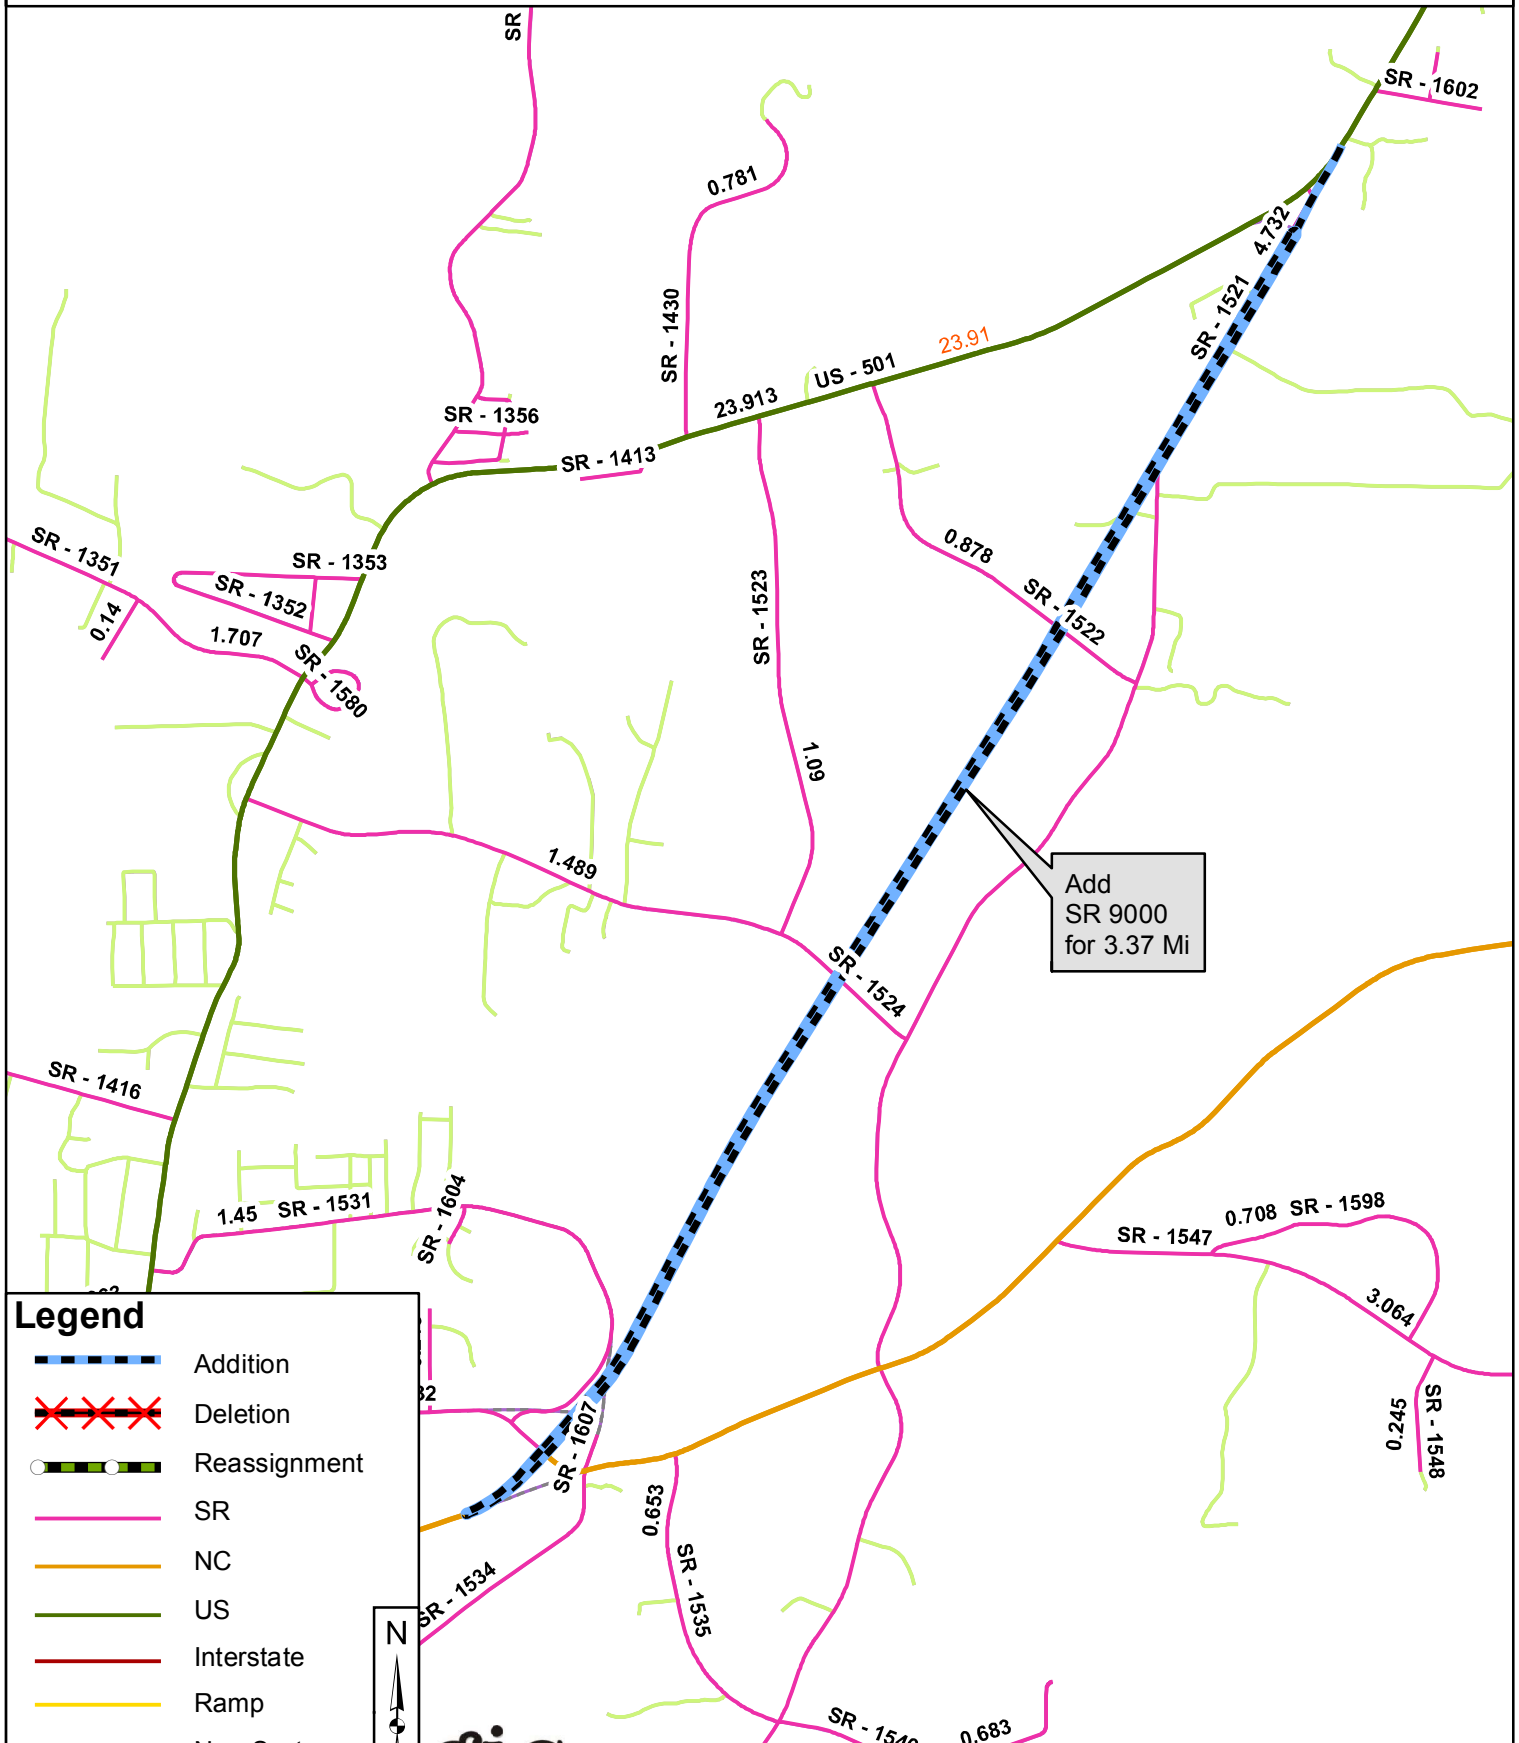 SR
SR - 1602
0.781
4.732
SR - 1521
SR - 1430
23.91
US - 501
23.913
SR - 1356
SR - 1413
SR - 1351
SR - 1353
SR - 1352
0.14
1.707
SR - 1580
0.878
SR - 1522
SR - 1523
1.09
1.489
Add
SR 9000
for 3.37 Mi
SR - 1524
SR - 1416
1.45
SR - 1531
SR - 1604
0.708
SR - 1598
SR - 1547
3.064
0.245
SR - 1548
SR - 1607
0.653
SR - 1535
SR - 1534
0.683
Legend
Addition
Deletion
Reassignment
SR
NC
US
Interstate
Ramp
N